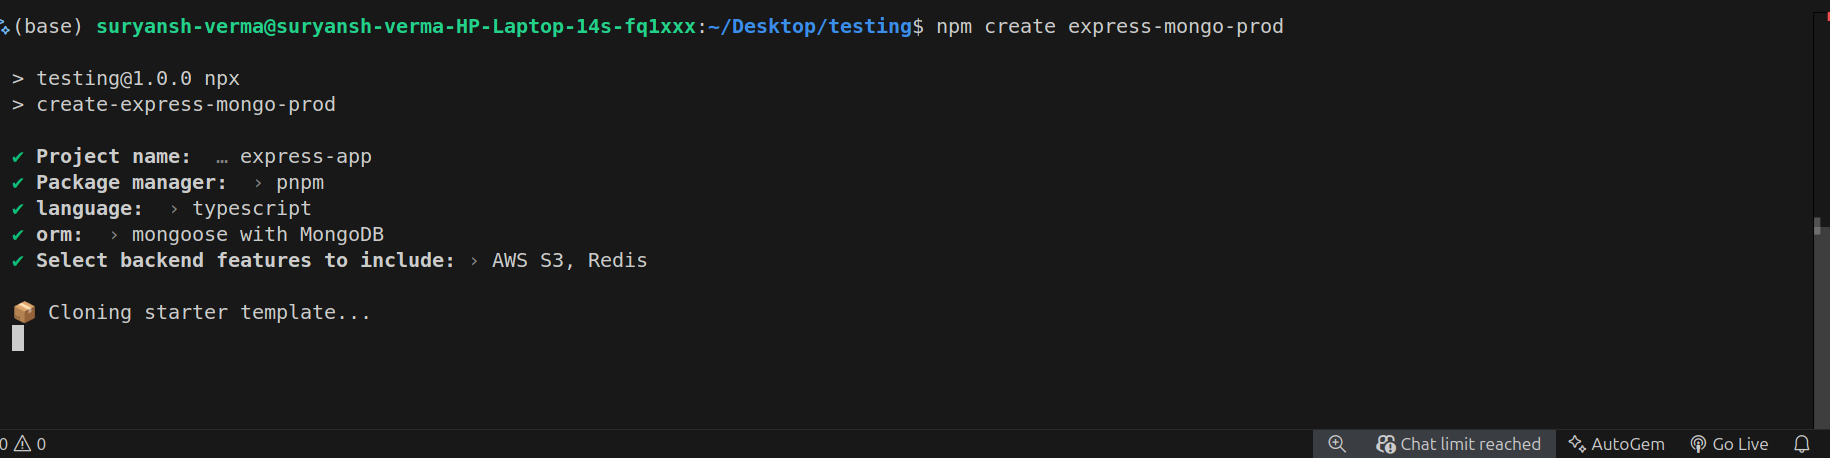 (base) suryansh-verma@suryansh-verma-HP-Laptop-14s-fq1xxx:~/Desktop/testing$ npm create express-mongo-prod
> testing@1.0.0 npx
> create-express-mongo-prod
✔ Project name:  … express-app
✔ Package manager:  › pnpm
✔ language:  › typescript
✔ orm:  › mongoose with MongoDB
✔ Select backend features to include: › AWS S3, Redis
📦 Cloning starter template...
0 ⚠ 0 Chat limit reached AutoGem Go Live